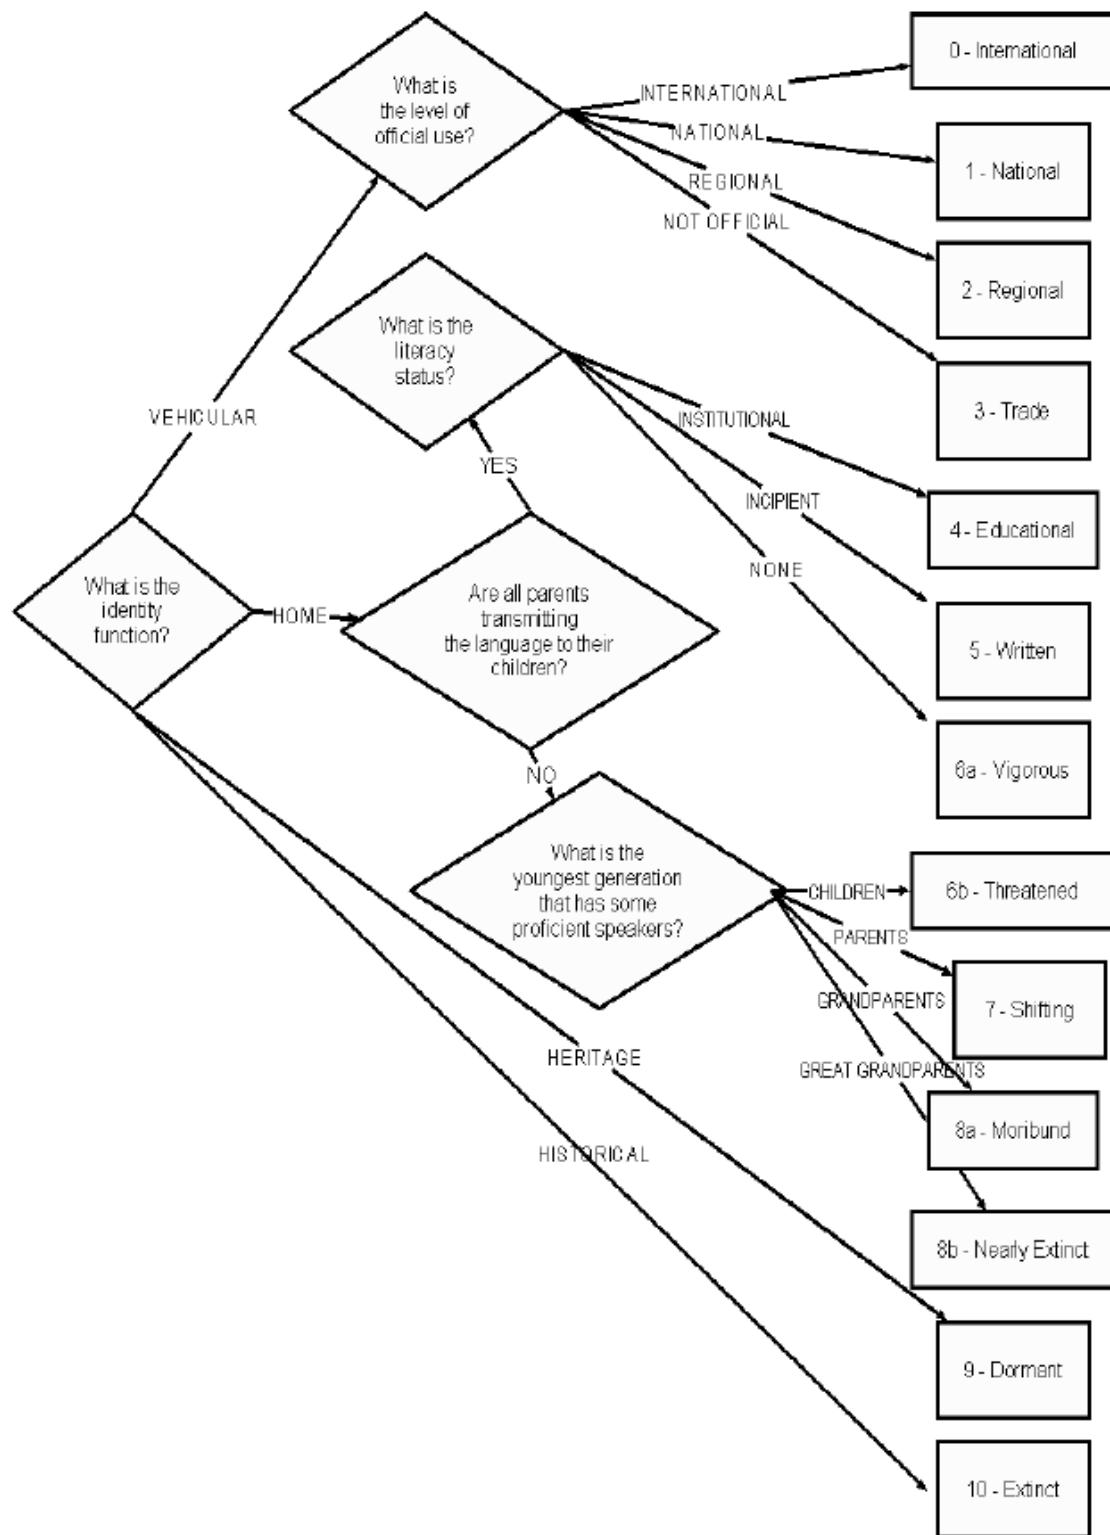 What is
the level of
official use?
INTERNATIONAL
NATIONAL
REGIONAL
NOT OFFICIAL
0 - International
1 - National
2 - Regional
3 - Trade
What is the
literacy
status?
INSTITUTIONAL
INCIPIENT
NONE
4 - Educational
5 - Written
6a - Vigorous
VEHICULAR
YES
What is the
identity
function?
HOME
Are all parents
transmitting
the language to their
children?
NO
What is the
youngest generation
that has some
proficient speakers?
CHILDREN
PARENTS
GRANDPARENTS
GREAT GRANDPARENTS
6b - Threatened
7 - Shifting
8a - Moribund
8b - Nearly Extinct
HERITAGE
HISTORICAL
9 - Dormant
10 - Extinct